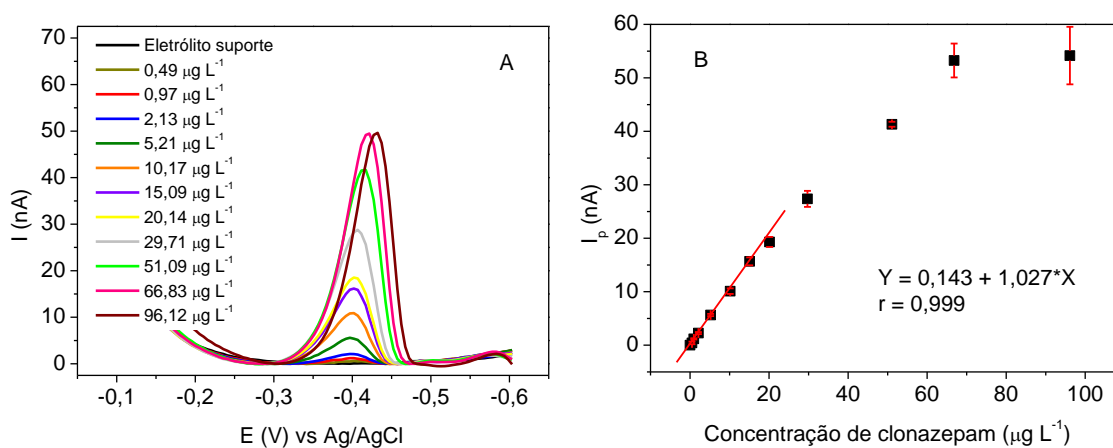 70
60
50
40
30
20
10
0
I (nA)
Eletrólito suporte
0,49 µg L⁻¹
0,97 µg L⁻¹
2,13 µg L⁻¹
5,21 µg L⁻¹
10,17 µg L⁻¹
15,09 µg L⁻¹
20,14 µg L⁻¹
29,71 µg L⁻¹
51,09 µg L⁻¹
66,83 µg L⁻¹
96,12 µg L⁻¹
A
-0,1 -0,2 -0,3 -0,4 -0,5 -0,6
E (V) vs Ag/AgCl
60
50
40
30
20
10
0
Iₚ (nA)
B
Y = 0,143 + 1,027*X
r = 0,999
0 20 40 60 80 100
Concentração de clonazepam (µg L⁻¹)